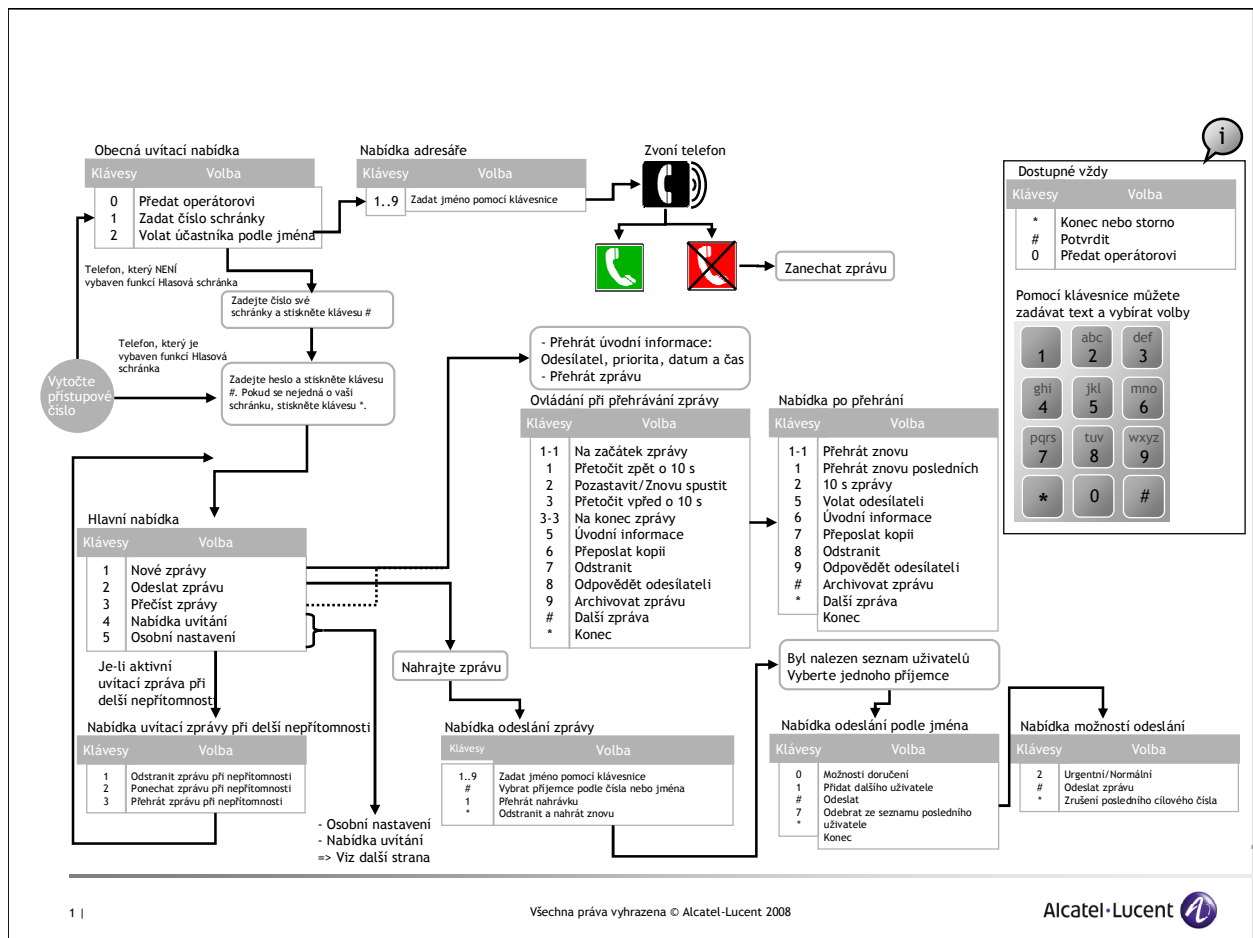 i
Obecná uvítací nabídka
Klávesy Volba
0 Předat operátorovi
1 Zadat číslo schránky
2 Volat účastníka podle jména
Nabídka adresáře
Klávesy Volba
1..9 Zadat jméno pomocí klávesnice
Zvoní telefon
Zanechat zprávu
Dostupné vždy
Klávesy Volba
* Konec nebo storno
# Potvrdit
0 Předat operátorovi
Pomocí klávesnice můžete
zadávat text a vybírat volby
1 abc 2 def 3
ghi 4 jkl 5 mno 6
pqrs 7 tuv 8 wxyz 9
* 0 #
Telefon, který NENÍ
vybaven funkcí Hlasová schránka
Zadejte číslo své
schránky a stiskněte klávesu #
Telefon, který je
vybaven funkcí Hlasová
schránka
Vytočte
přístupové
číslo
Zadejte heslo a stiskněte klávesu
#. Pokud se nejedná o vaši
schránku, stiskněte klávesu *.
- Přehrát úvodní informace:
Odesílatel, priorita, datum a čas
- Přehrát zprávu
Ovládání při přehrávání zprávy
Klávesy Volba
1-1 Na začátek zprávy
1 Přetočit zpět o 10 s
2 Pozastavit/Znovu spustit
3 Přetočit vpřed o 10 s
3-3 Na konec zprávy
5 Úvodní informace
6 Přeposlat kopii
7 Odstranit
8 Odpovědět odesílateli
9 Archivovat zprávu
# Další zpráva
* Konec
Nabídka po přehrání
Klávesy Volba
1-1 Přehrát znovu
1 Přehrát znovu posledních
2 10 s zprávy
5 Volat odesílateli
6 Úvodní informace
7 Přeposlat kopii
8 Odstranit
9 Odpovědět odesílateli
# Archivovat zprávu
* Další zpráva
Konec
Hlavní nabídka
Klávesy Volba
1 Nové zprávy
2 Odeslat zprávu
3 Přečíst zprávy
4 Nabídka uvítání
5 Osobní nastavení
Je-li aktivní
uvítací zpráva při
delší nepřítomnosti
Nahrajte zprávu
Byl nalezen seznam uživatelů
Vyberte jednoho příjemce
Nabídka uvítací zprávy při delší nepřítomnosti
Klávesy Volba
1 Odstranit zprávu při nepřítomnosti
2 Ponechat zprávu při nepřítomnosti
3 Přehrát zprávu při nepřítomnosti
- Osobní nastavení
- Nabídka uvítání
=> Viz další strana
Nabídka odeslání zprávy
Klávesy Volba
1..9 Zadat jméno pomocí klávesnice
# Vybrat příjemce podle čísla nebo jména
1 Přehrát nahrávku
* Odstranit a nahrát znovu
Nabídka odeslání podle jména
Klávesy Volba
0 Možnosti doručení
1 Přidat dalšího uživatele
# Odeslat
7 Odebrat ze seznamu posledního
* uživatele
Konec
Nabídka možností odeslání
Klávesy Volba
2 Urgentní/Normální
# Odeslat zprávu
* Zrušení posledního cílového čísla
1 |
Všechna práva vyhrazena © Alcatel-Lucent 2008
Alcatel·Lucent